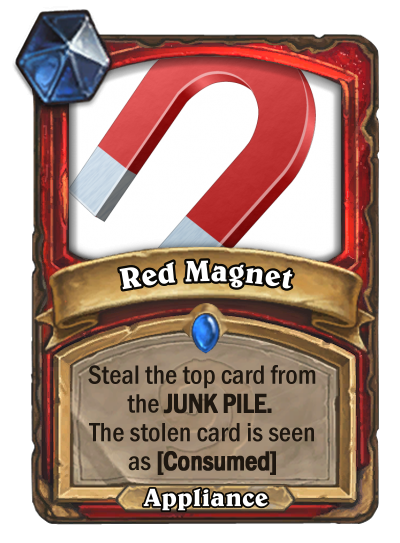 Red Magnet
Steal the top card from
the JUNK PILE.
The stolen card is seen
as [Consumed]
Appliance